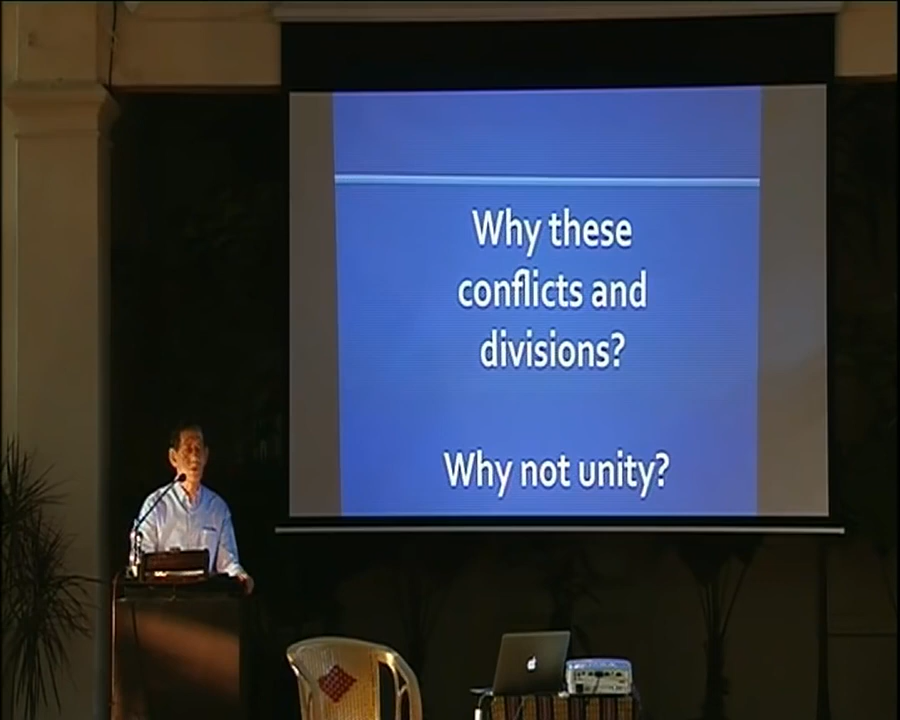 Why these
conflicts and
divisions?
Why not unity?